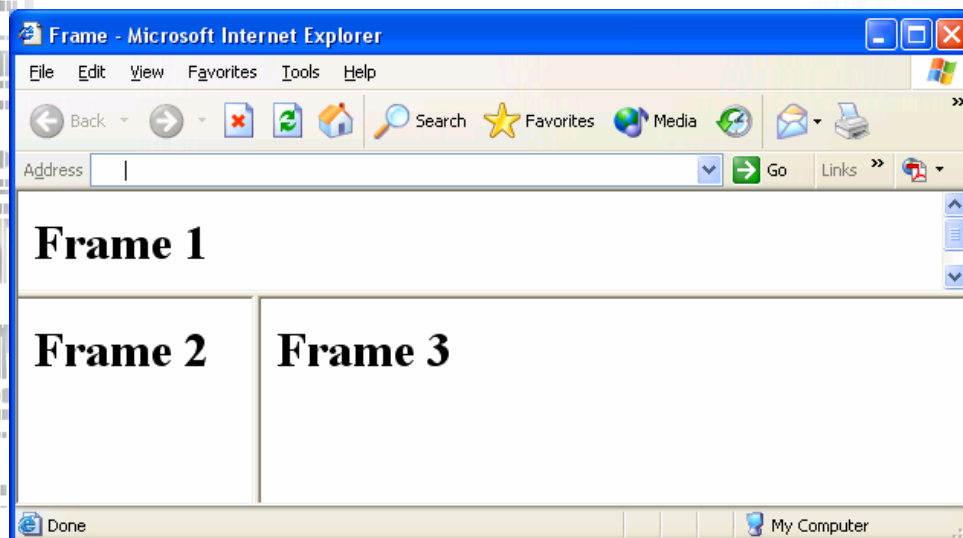 Frame - Microsoft Internet Explorer
File Edit View Favorites Tools Help
Back Search Favorites Media
Address Go Links
Frame 1
Frame 2 Frame 3
Done My Computer